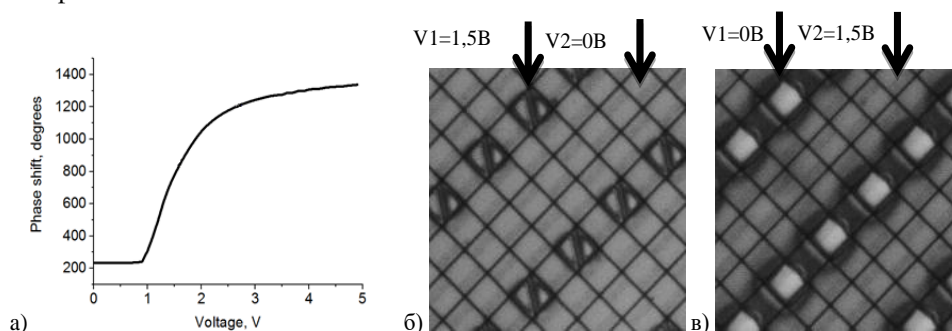 V1=1,5В V2=0В
V1=0В V2=1,5В
1400
1200
1000
800
600
400
200
Phase shift, degrees
0 1 2 3 4 5
Voltage, V
а) б) в)